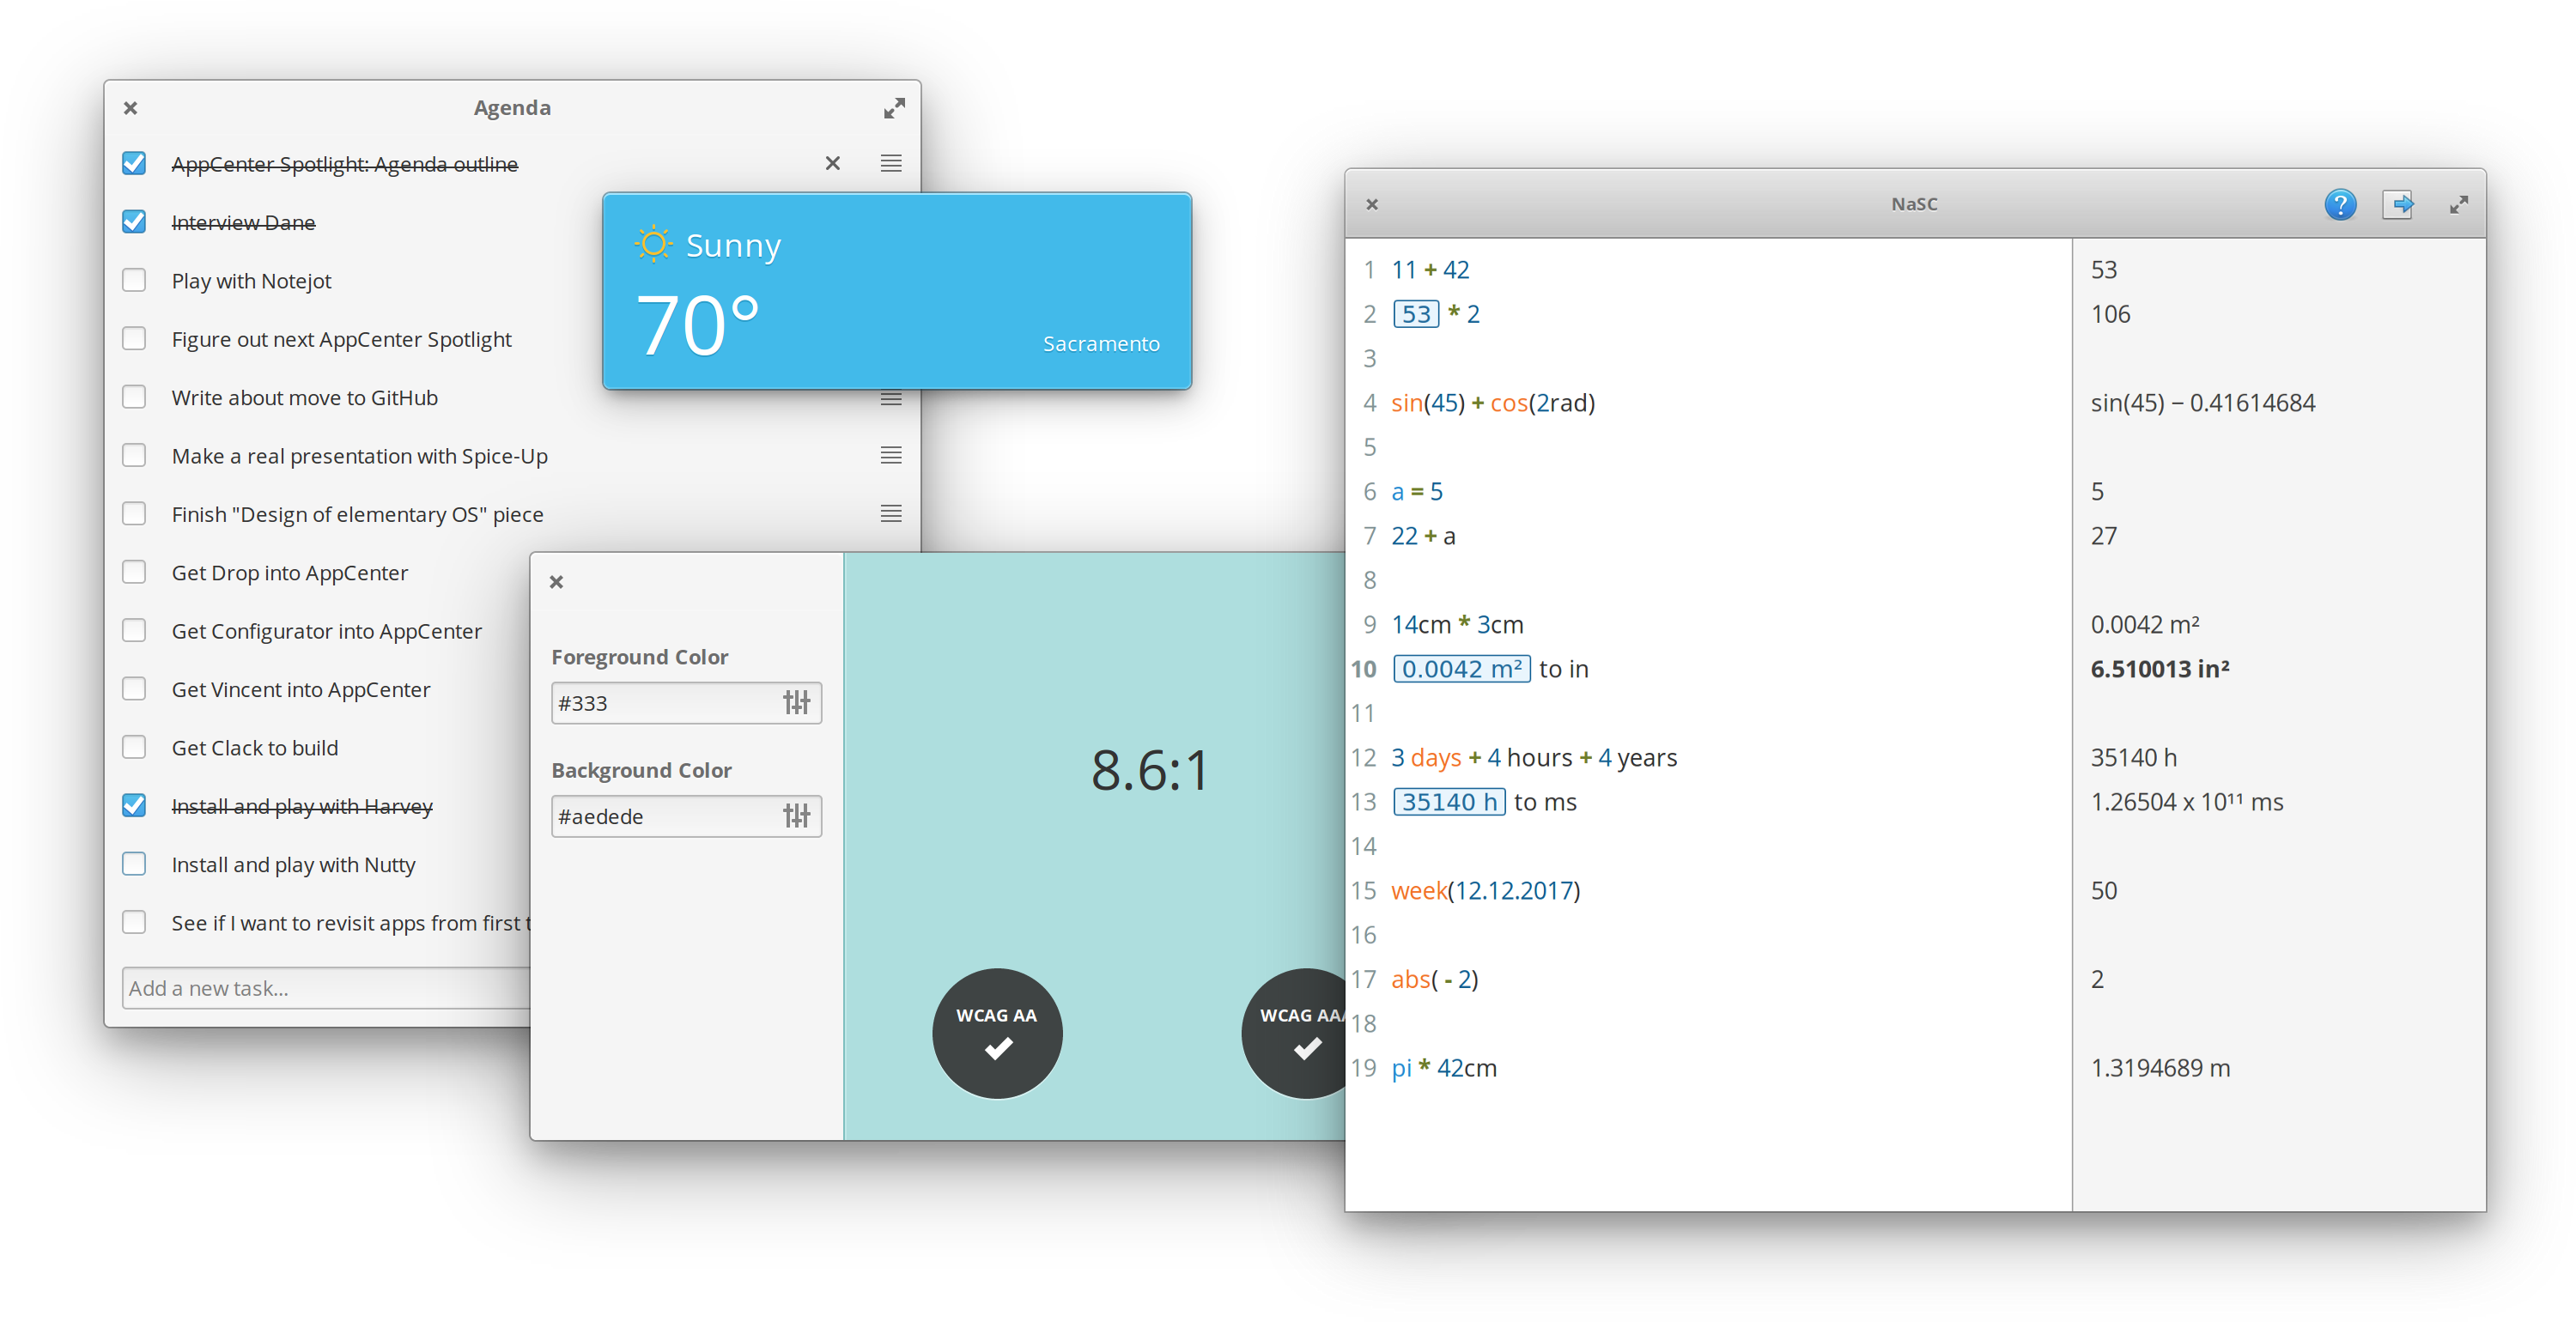 Agenda
AppCenter Spotlight: Agenda outline
Interview Dane
Play with Notejot
Figure out next AppCenter Spotlight
Write about move to GitHub
Make a real presentation with Spice-Up
Finish "Design of elementary OS" piece
Get Drop into AppCenter
Get Configurator into AppCenter
Get Vincent into AppCenter
Get Clack to build
Install and play with Harvey
Install and play with Nutty
See if I want to revisit apps from first
Add a new task...
Sunny
70°
Sacramento
Foreground Color
#333
Background Color
#aedede
8.6:1
WCAG AA
WCAG AAA
NaSC
?
1 11 + 42 53
2 53 * 2 106
3
4 sin(45) + cos(2rad) sin(45) − 0.41614684
5
6 a = 5 5
7 22 + a 27
8
9 14cm * 3cm 0.0042 m²
10 0.0042 m² to in 6.510013 in²
11
12 3 days + 4 hours + 4 years 35140 h
13 35140 h to ms 1.26504 x 10¹¹ ms
14
15 week(12.12.2017) 50
16
17 abs( - 2) 2
18
19 pi * 42cm 1.3194689 m